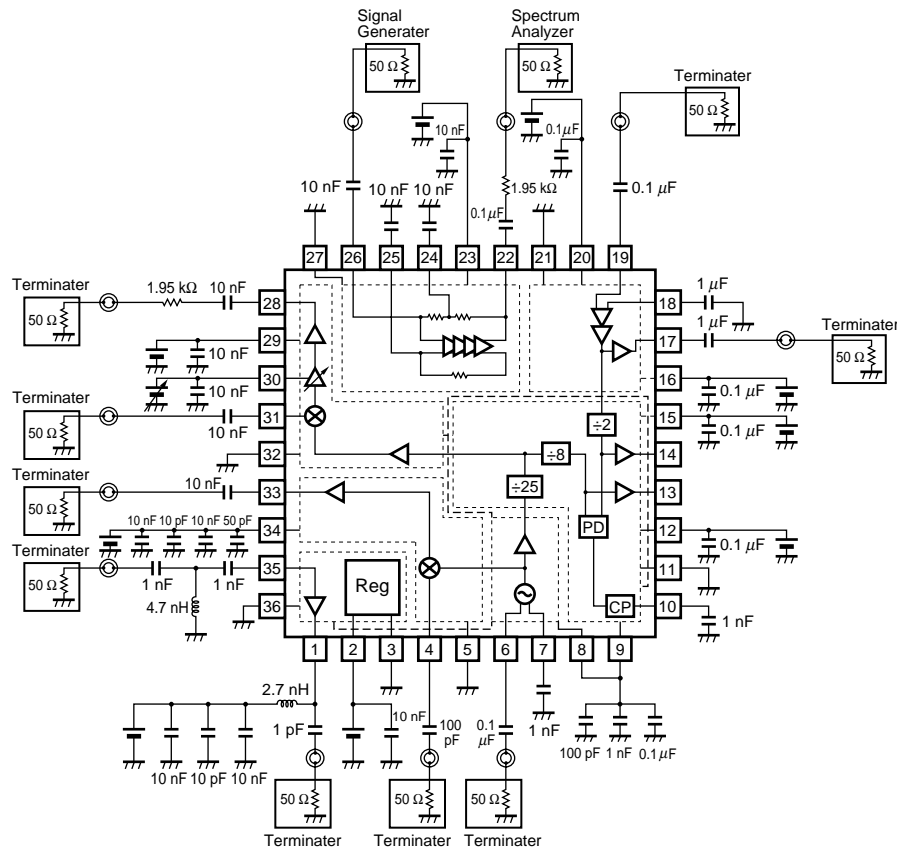 Signal
Generater
Spectrum
Analyzer
50 Ω
50 Ω
Terminater
50 Ω
10 nF
0.1 μF
1.95 kΩ
0.1 μF
10 nF
10 nF
10 nF
0.1 μF
27
26
25
24
23
22
21
20
19
Terminater
50 Ω
1.95 kΩ
10 nF
28
18
1 μF
1 μF
29
10 nF
17
Terminater
50 Ω
30
10 nF
16
0.1 μF
Terminater
50 Ω
10 nF
31
15
0.1 μF
÷2
32
÷8
14
Terminater
50 Ω
10 nF
33
÷25
13
PD
10 nF
10 pF
10 nF
50 pF
34
12
0.1 μF
Terminater
50 Ω
1 nF
1 nF
35
11
4.7 nH
Reg
36
CP
10
1 nF
1
2
3
4
5
6
7
8
9
2.7 nH
1 pF
10 nF
100
pF
0.1
μF
1 nF
100 pF
1 nF
0.1 μF
10 nF
10 pF
10 nF
50 Ω
50 Ω
50 Ω
Terminater
Terminater
Terminater